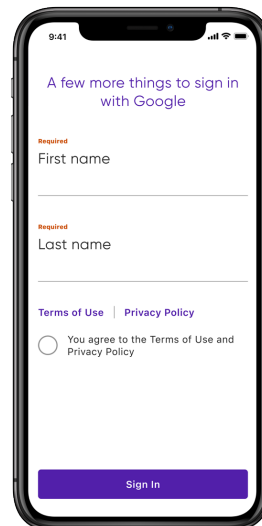 9:41
A few more things to sign in
with Google
Required
First name
Required
Last name
Terms of Use | Privacy Policy
You agree to the Terms of Use and
Privacy Policy
Sign In